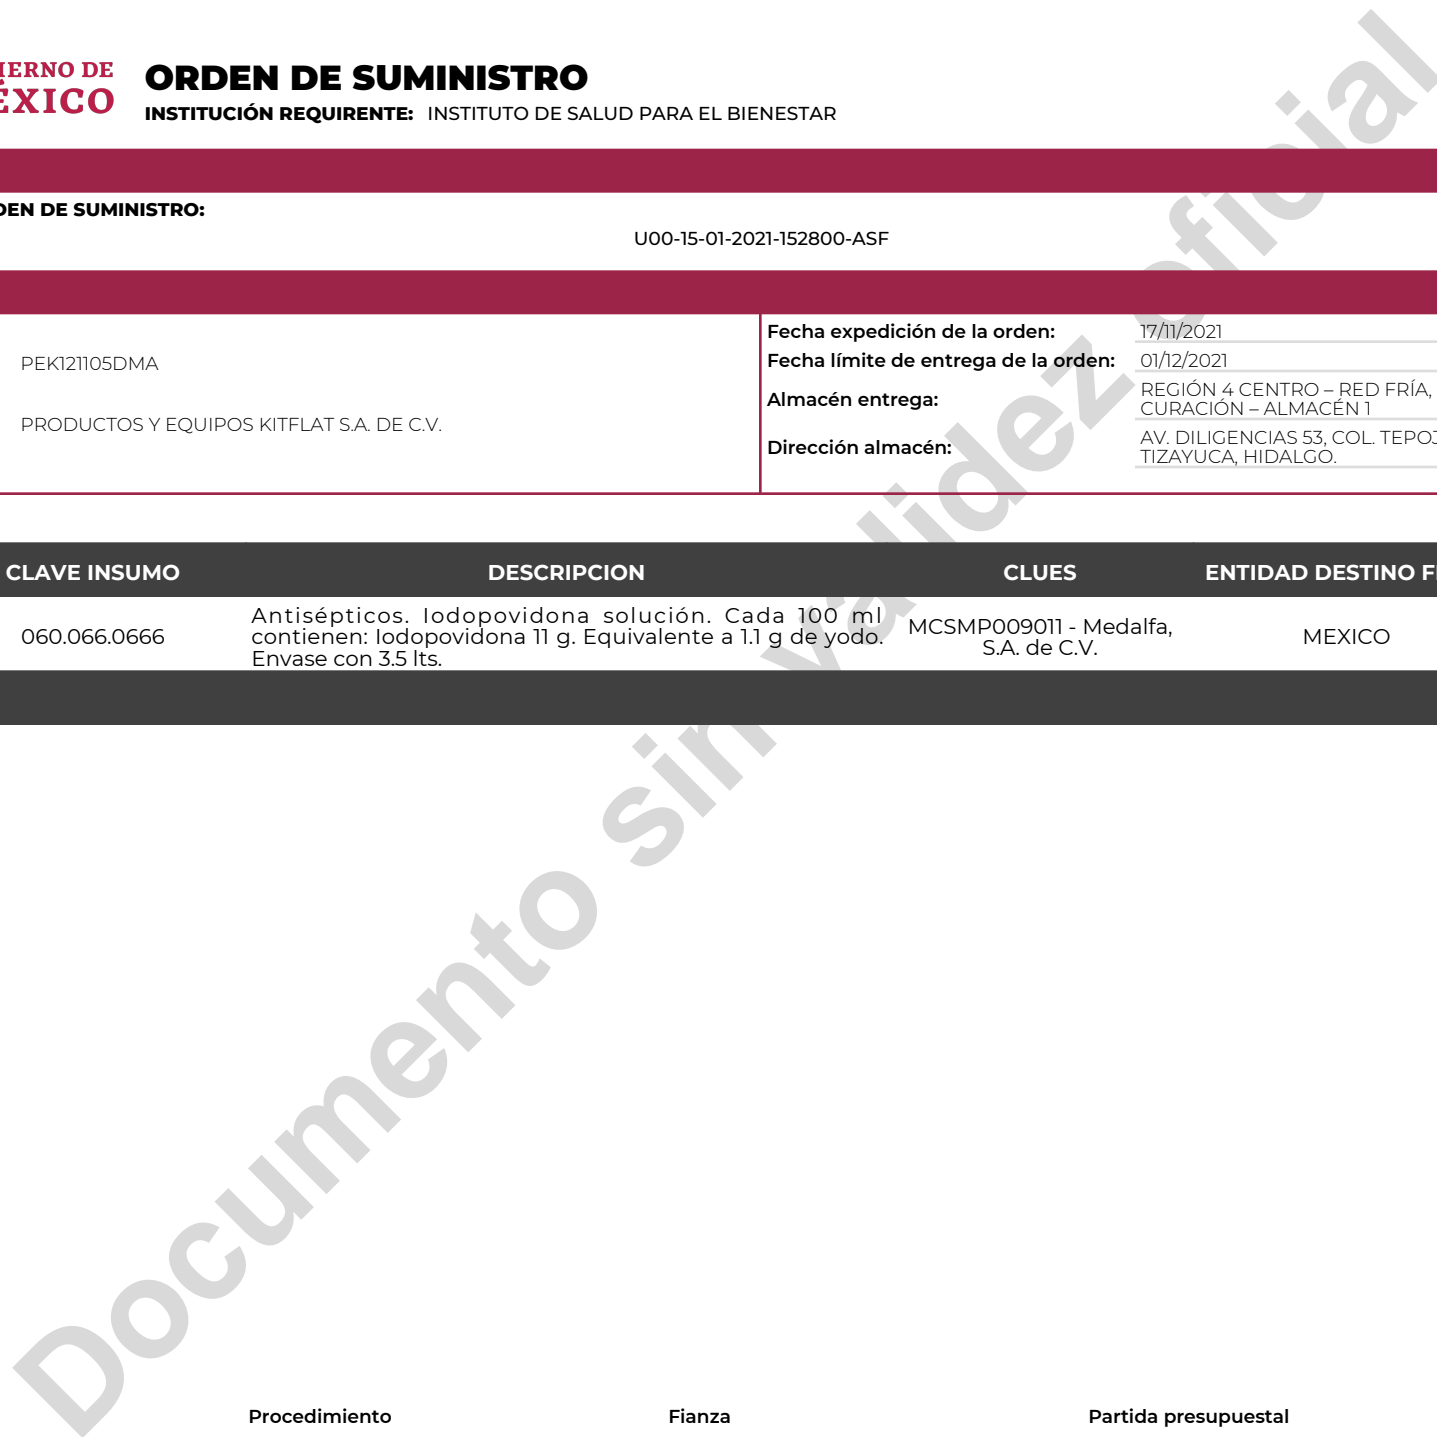 IERNO DE
ÉXICO
ORDEN DE SUMINISTRO
INSTITUCIÓN REQUIRENTE: INSTITUTO DE SALUD PARA EL BIENESTAR
DEN DE SUMINISTRO:
U00-15-01-2021-152800-ASF
PEK121105DMA
PRODUCTOS Y EQUIPOS KITFLAT S.A. DE C.V.
Fecha expedición de la orden: 17/11/2021
Fecha límite de entrega de la orden: 01/12/2021
Almacén entrega: REGIÓN 4 CENTRO – RED FRÍA,
CURACIÓN – ALMACÉN 1
Dirección almacén: AV. DILIGENCIAS 53, COL. TEPOJ
TIZAYUCA, HIDALGO.
CLAVE INSUMO DESCRIPCION CLUES ENTIDAD DESTINO F
060.066.0666
Antisépticos. Iodopovidona solución. Cada 100 ml
contienen: Iodopovidona 11 g. Equivalente a 1.1 g de yodo.
Envase con 3.5 lts.
MCSMP009011 - Medalfa,
S.A. de C.V.
MEXICO
Documento sin validez oficial
Procedimiento Fianza Partida presupuestal